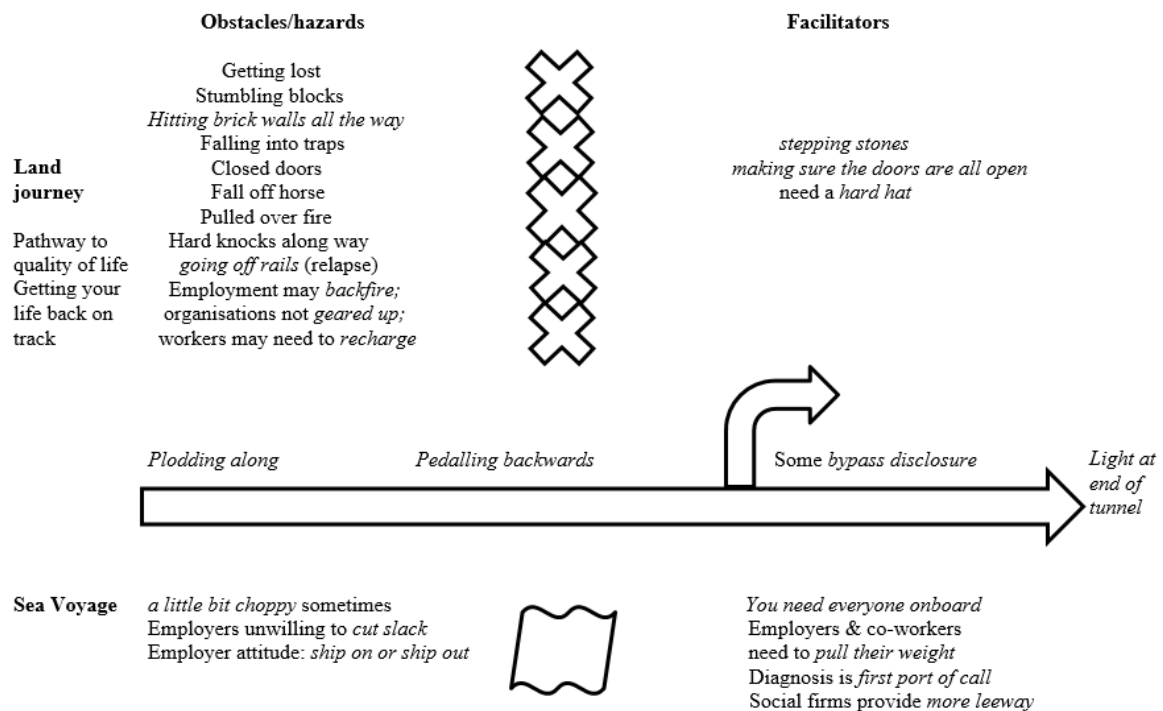 Obstacles/hazards
Facilitators
Getting lost
Stumbling blocks
Hitting brick walls all the way
Falling into traps
Closed doors
Fall off horse
Pulled over fire
Hard knocks along way
going off rails (relapse)
Employment may backfire;
organisations not geared up;
workers may need to recharge
Land
journey
Pathway to
quality of life
Getting your
life back on
track
stepping stones
making sure the doors are all open
need a hard hat
Plodding along
Pedalling backwards
Some bypass disclosure
Light at
end of
tunnel
Sea Voyage
a little bit choppy sometimes
Employers unwilling to cut slack
Employer attitude: ship on or ship out
You need everyone onboard
Employers & co-workers
need to pull their weight
Diagnosis is first port of call
Social firms provide more leeway